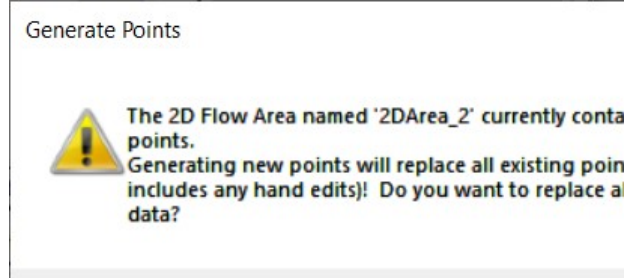 Generate Points
The 2D Flow Area named '2DArea_2' currently conta
points.
Generating new points will replace all existing poin
includes any hand edits)! Do you want to replace a
data?